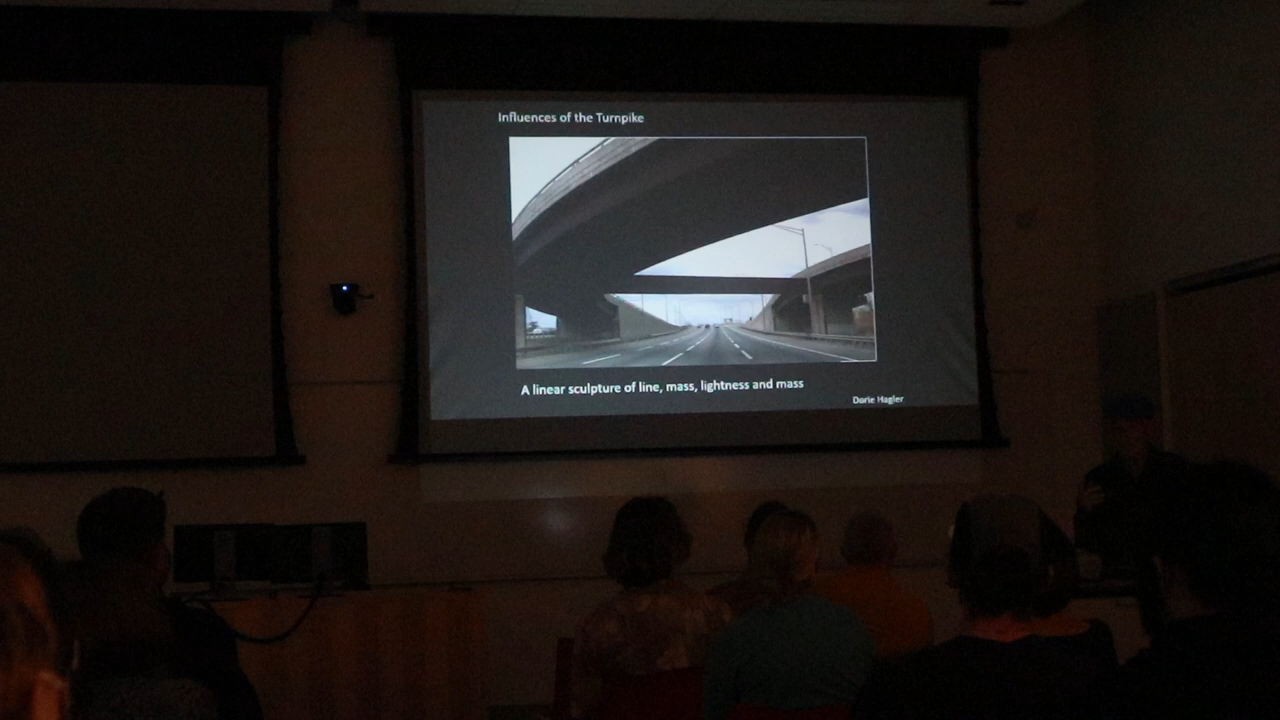 Influences of the Turnpike
A linear sculpture of line, mass, lightness and mass
Dorie Hagler